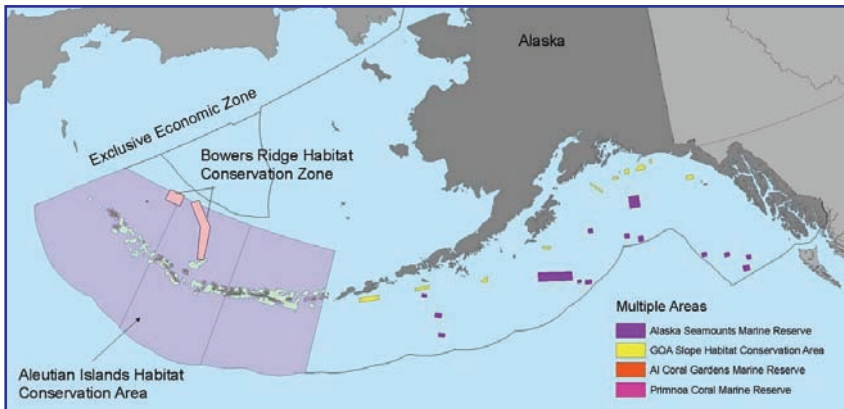 Alaska
Exclusive Economic Zone
Bowers Ridge Habitat
Conservation Zone
Aleutian Islands Habitat
Conservation Area
Multiple Areas
Alaska Seamounts Marine Reserve
GOA Slope Habitat Conservation Area
AI Coral Gardens Marine Reserve
Primnoa Coral Marine Reserve